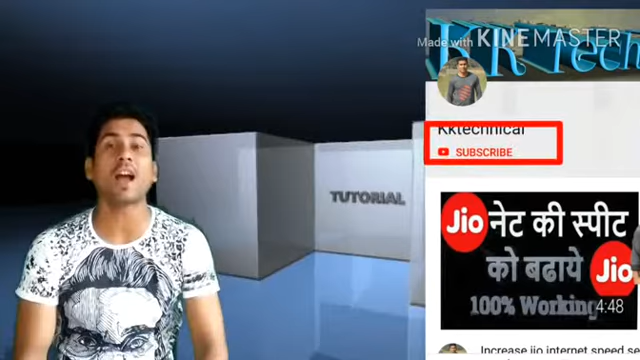 Made with KINEMASTER
KK Tech
Kktechnical
SUBSCRIBE
TUTORIAL
Jio नेट की स्पीट
को बढाये Jio
100% Working
4:48
Increase jio internet speed se